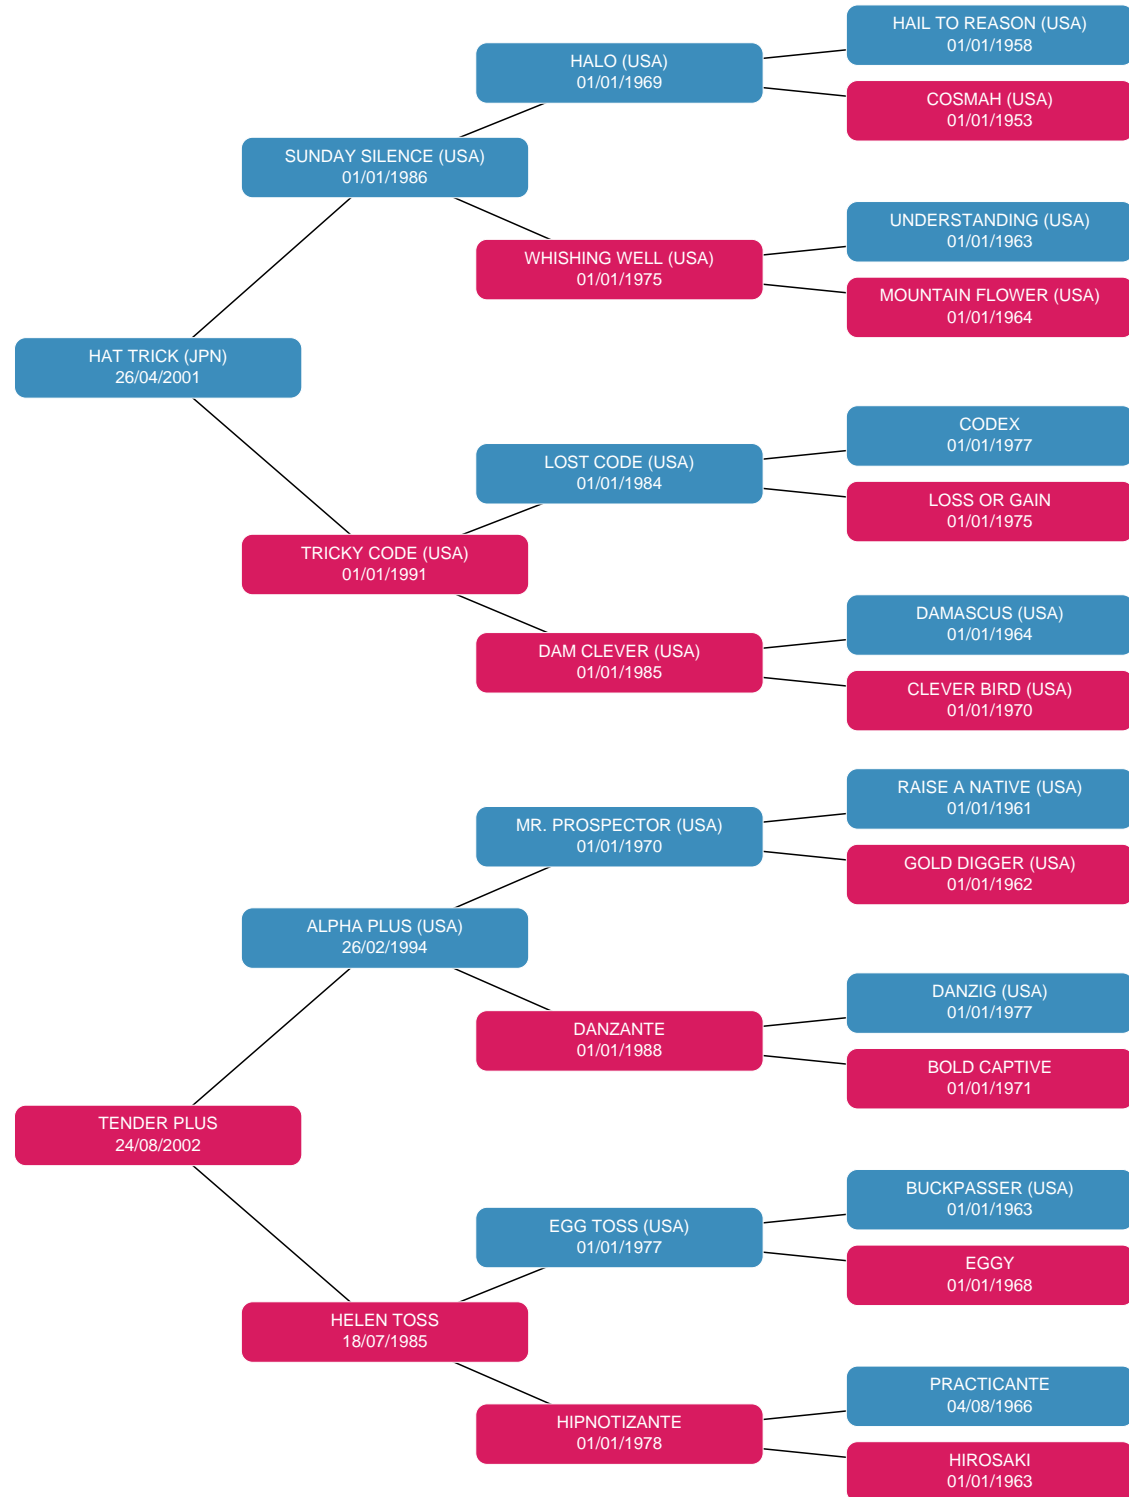 HAIL TO REASON (USA)
01/01/1958
HALO (USA)
01/01/1969
COSMAH (USA)
01/01/1953
SUNDAY SILENCE (USA)
01/01/1986
UNDERSTANDING (USA)
01/01/1963
WHISHING WELL (USA)
01/01/1975
MOUNTAIN FLOWER (USA)
01/01/1964
HAT TRICK (JPN)
26/04/2001
CODEX
01/01/1977
LOST CODE (USA)
01/01/1984
LOSS OR GAIN
01/01/1975
TRICKY CODE (USA)
01/01/1991
DAMASCUS (USA)
01/01/1964
DAM CLEVER (USA)
01/01/1985
CLEVER BIRD (USA)
01/01/1970
RAISE A NATIVE (USA)
01/01/1961
MR. PROSPECTOR (USA)
01/01/1970
GOLD DIGGER (USA)
01/01/1962
ALPHA PLUS (USA)
26/02/1994
DANZIG (USA)
01/01/1977
DANZANTE
01/01/1988
BOLD CAPTIVE
01/01/1971
TENDER PLUS
24/08/2002
BUCKPASSER (USA)
01/01/1963
EGG TOSS (USA)
01/01/1977
EGGY
01/01/1968
HELEN TOSS
18/07/1985
PRACTICANTE
04/08/1966
HIPNOTIZANTE
01/01/1978
HIROSAKI
01/01/1963